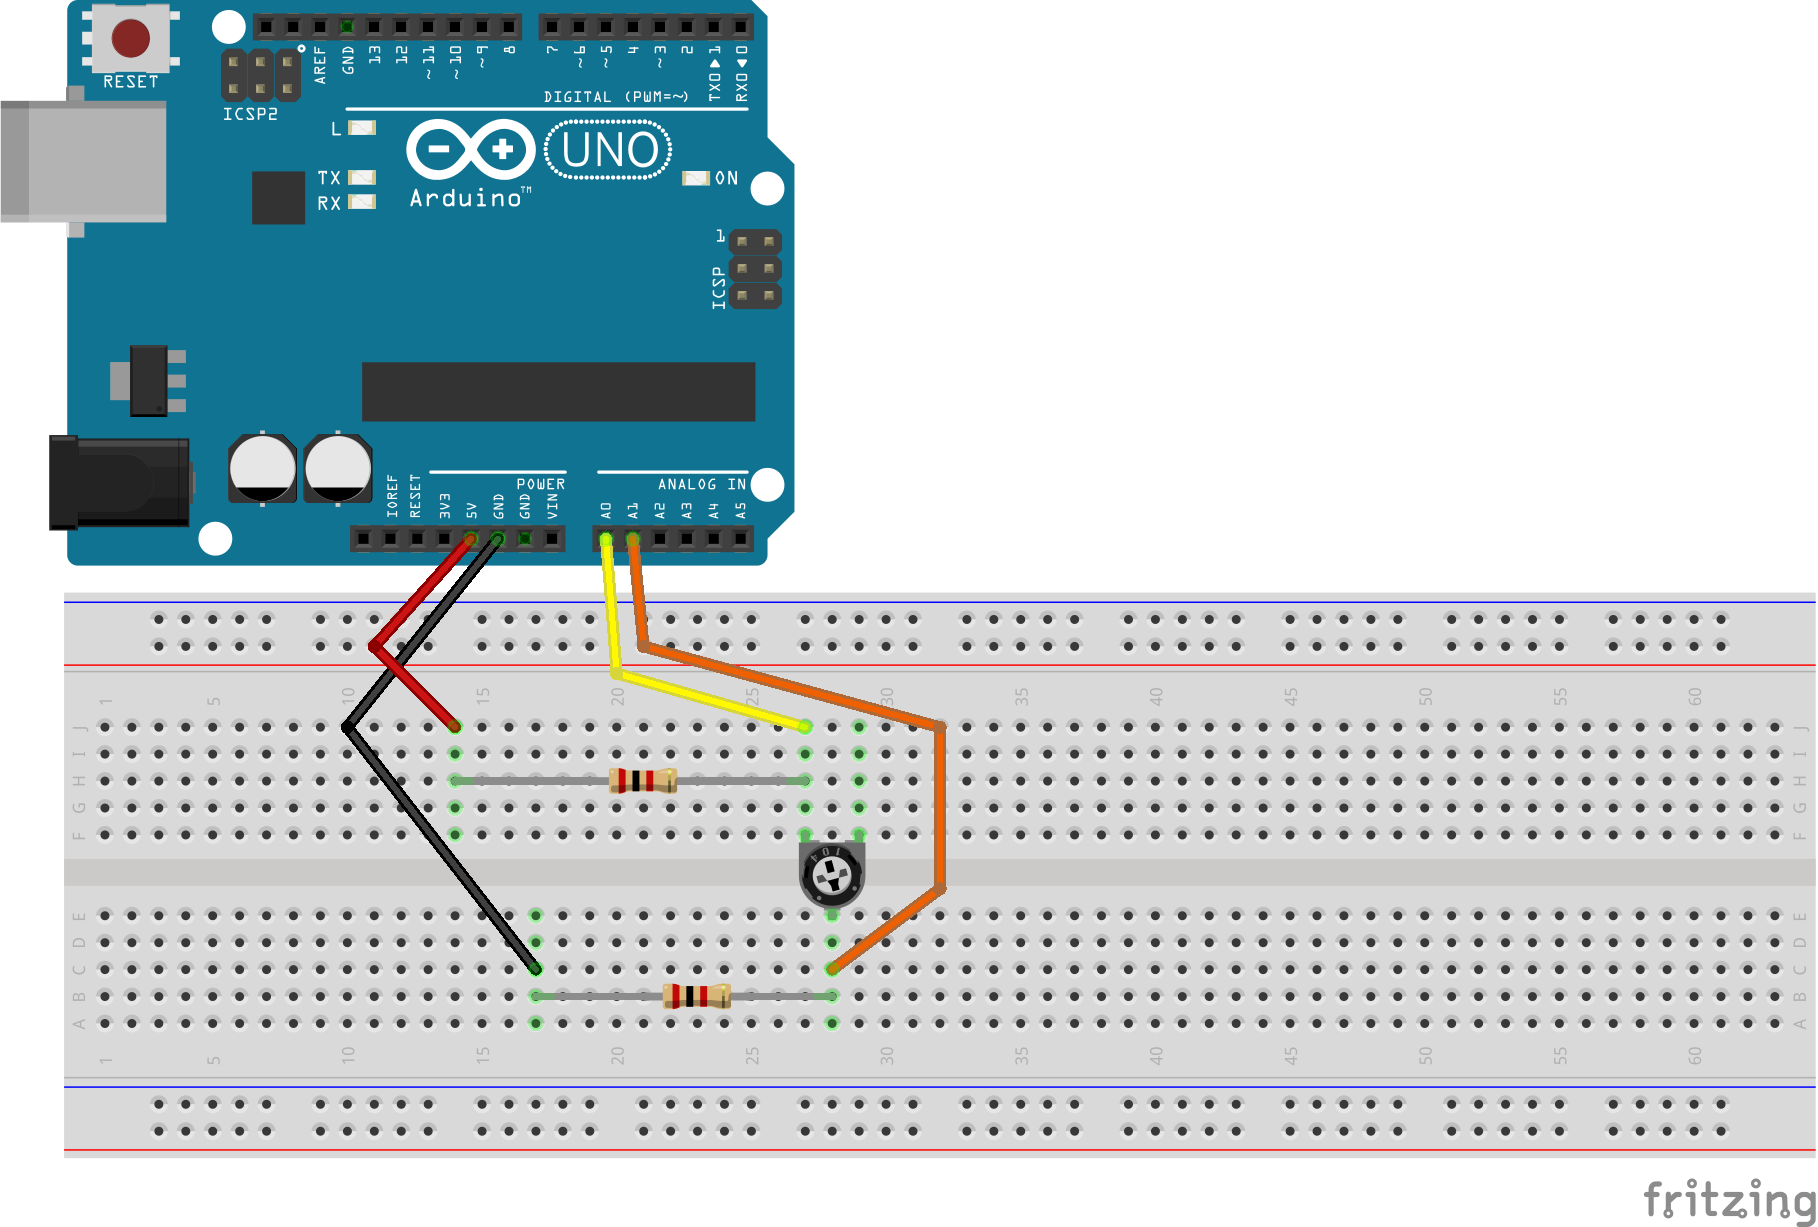 RESET
ICSP2
AREF
GND
13
12
~11
~10
~9
8
7
~6
~5
4
~3
2
TX0▶1
RX0◀0
DIGITAL (PWM=~)
L
TX
RX
UNO
Arduino™
ON
1
ICSP
POWER
ANALOG IN
IOREF
RESET
3V3
5V
GND
GND
VIN
A0
A1
A2
A3
A4
A5
1 5 10 15 20 25 30 35 40 45 50 55 60
J J
I I
H H
G G
F F
104
E E
D D
C C
B B
A A
1 5 10 15 20 25 30 35 40 45 50 55 60
fritzing